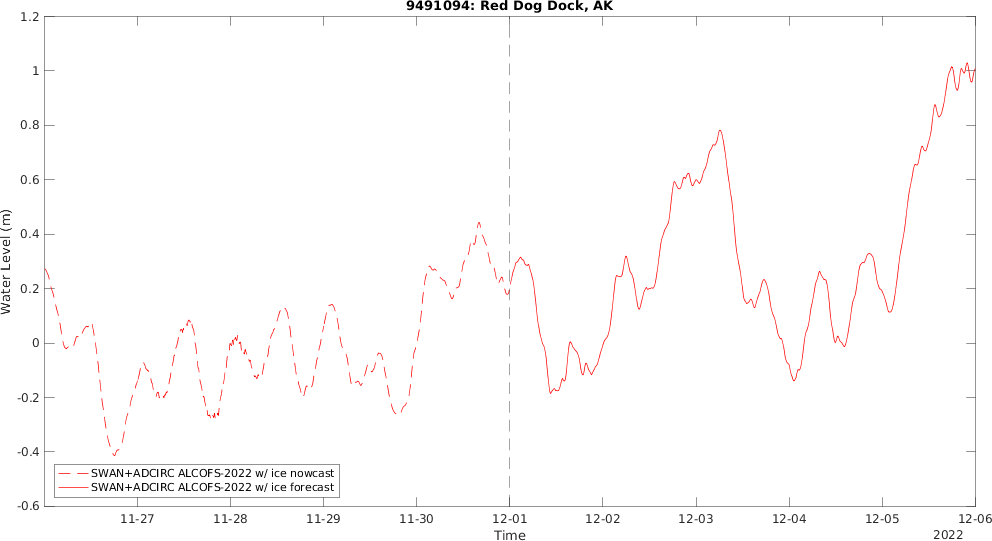 9491094: Red Dog Dock, AK
1.2
1
0.8
0.6
0.4
0.2
0
-0.2
-0.4
-0.6
Water Level (m)
SWAN+ADCIRC ALCOFS-2022 w/ ice nowcast
SWAN+ADCIRC ALCOFS-2022 w/ ice forecast
11-27 11-28 11-29 11-30 12-01 12-02 12-03 12-04 12-05 12-06
Time
2022